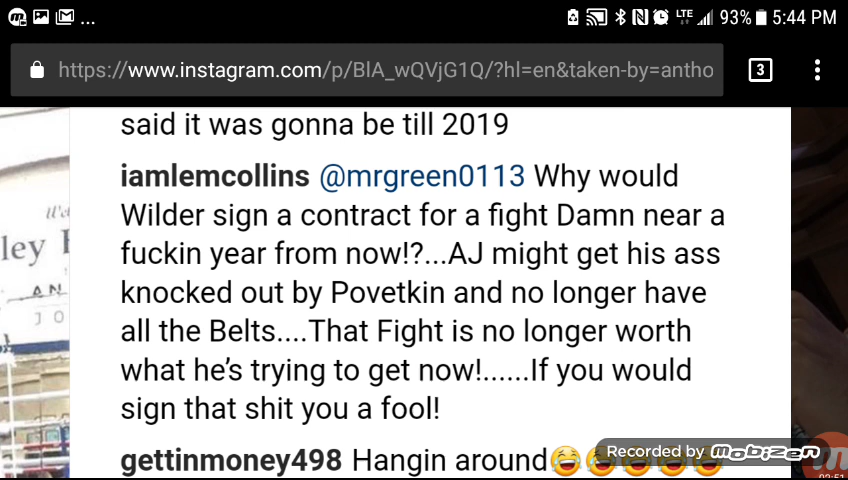 ... LTE 93% 5:44 PM
https://www.instagram.com/p/BlA_wQVjG1Q/?hl=en&taken-by=antho 3
said it was gonna be till 2019
iamlemcollins @mrgreen0113 Why would
Wilder sign a contract for a fight Damn near a
fuckin year from now!?...AJ might get his ass
knocked out by Povetkin and no longer have
all the Belts....That Fight is no longer worth
what he's trying to get now!......If you would
sign that shit you a fool!
gettinmoney498 Hangin around😂😂😂😂😂
Recorded by MOBIZEN
ley
AN
JO